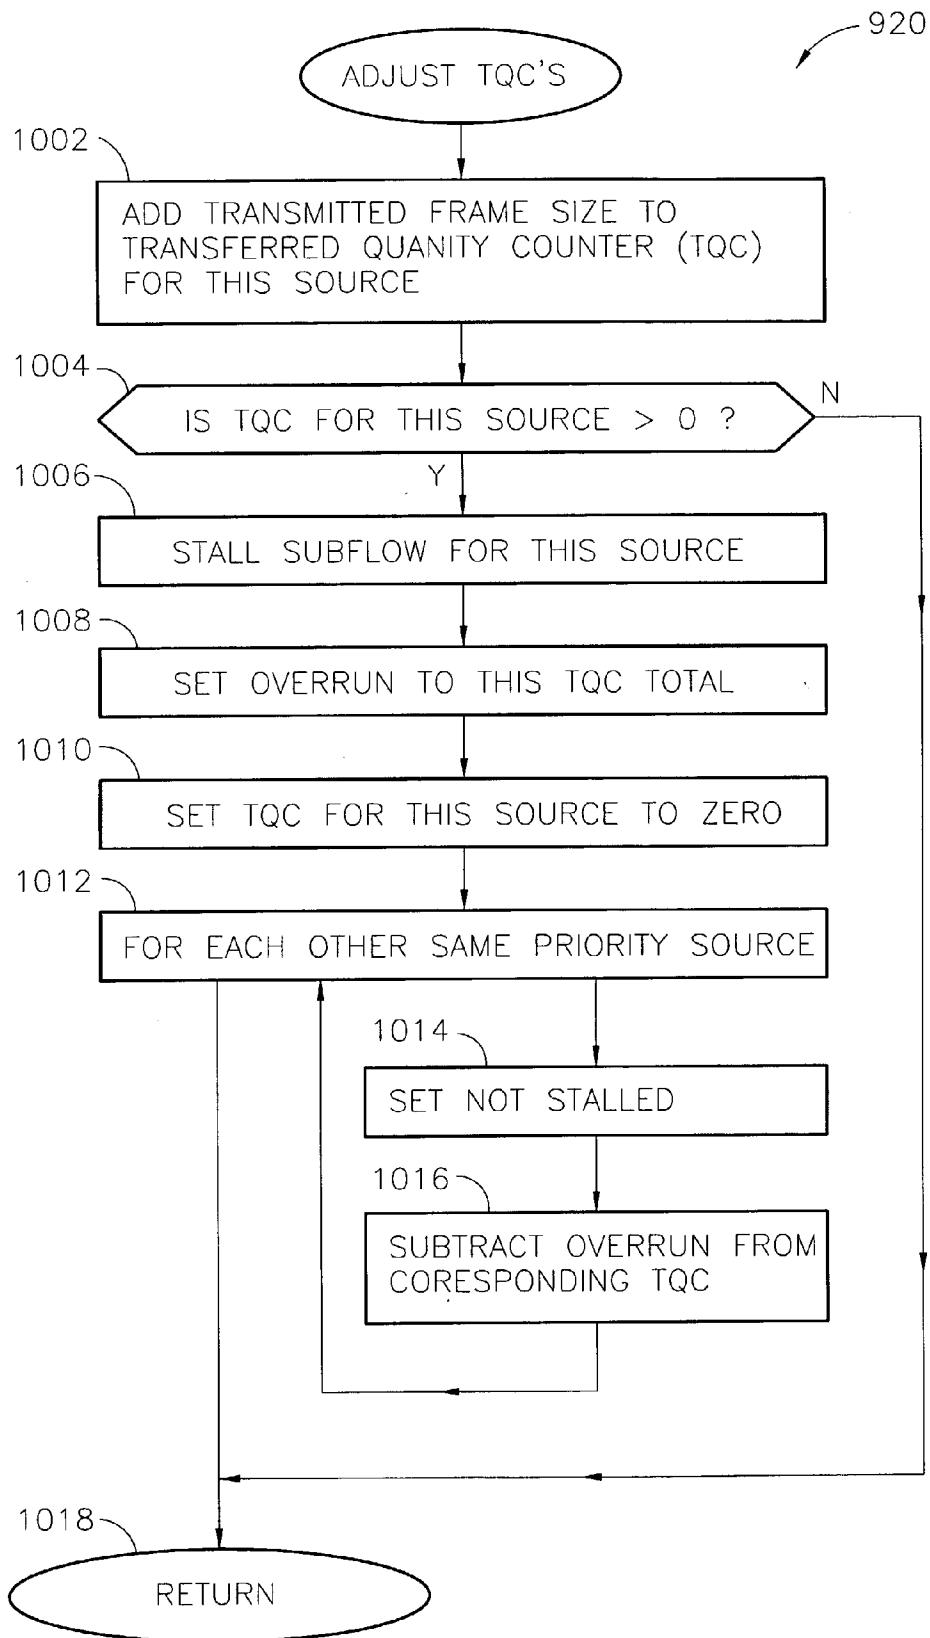 920
ADJUST TQC'S
1002
ADD TRANSMITTED FRAME SIZE TO
TRANSFERRED QUANITY COUNTER (TQC)
FOR THIS SOURCE
1004
IS TQC FOR THIS SOURCE > 0 ?
N
Y
1006
STALL SUBFLOW FOR THIS SOURCE
1008
SET OVERRUN TO THIS TQC TOTAL
1010
SET TQC FOR THIS SOURCE TO ZERO
1012
FOR EACH OTHER SAME PRIORITY SOURCE
1014
SET NOT STALLED
1016
SUBTRACT OVERRUN FROM
CORESPONDING TQC
1018
RETURN